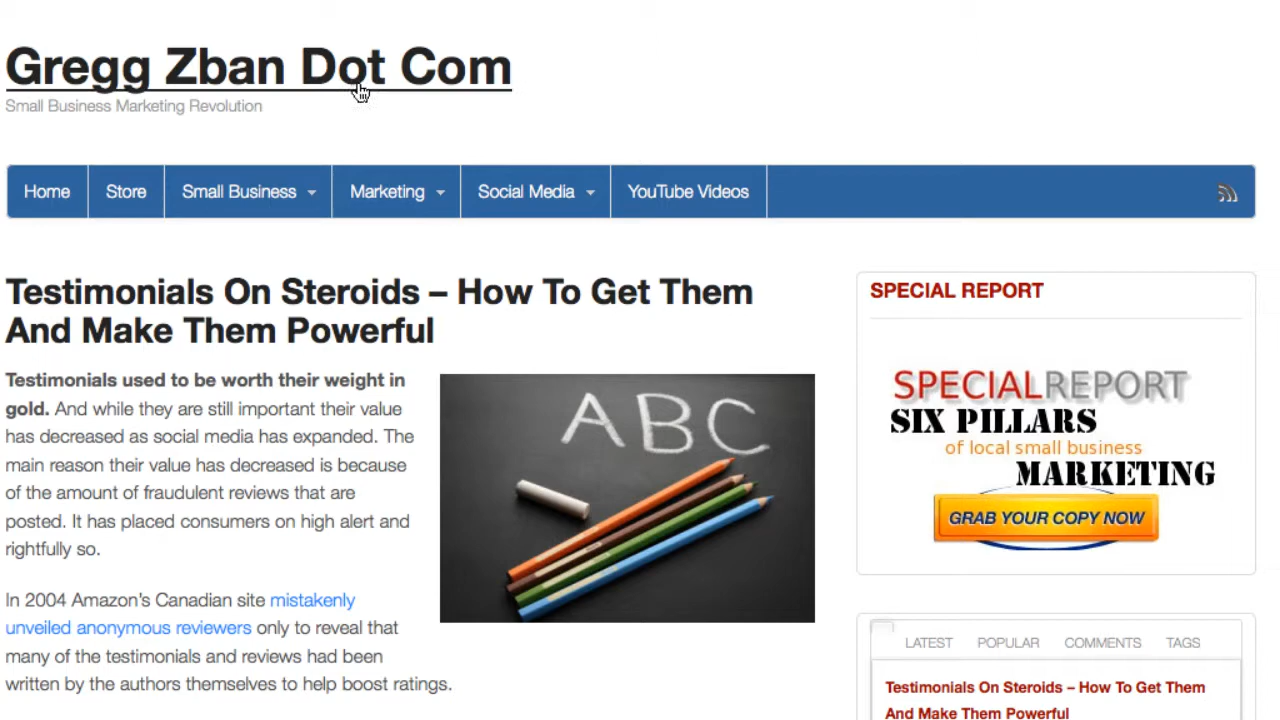 Gregg Zban Dot Com
Small Business Marketing Revolution
Home
Store
Small Business
Marketing
Social Media
YouTube Videos
Testimonials On Steroids – How To Get Them
And Make Them Powerful
Testimonials used to be worth their weight in
gold. And while they are still important their value
has decreased as social media has expanded. The
main reason their value has decreased is because
of the amount of fraudulent reviews that are
posted. It has placed consumers on high alert and
rightfully so.
In 2004 Amazon's Canadian site mistakenly
unveiled anonymous reviewers only to reveal that
many of the testimonials and reviews had been
written by the authors themselves to help boost ratings.
ABC
SPECIAL REPORT
SPECIALREPORT
SIX PILLARS
of local small business
MARKETING
GRAB YOUR COPY NOW
LATEST
POPULAR
COMMENTS
TAGS
Testimonials On Steroids – How To Get Them
And Make Them Powerful